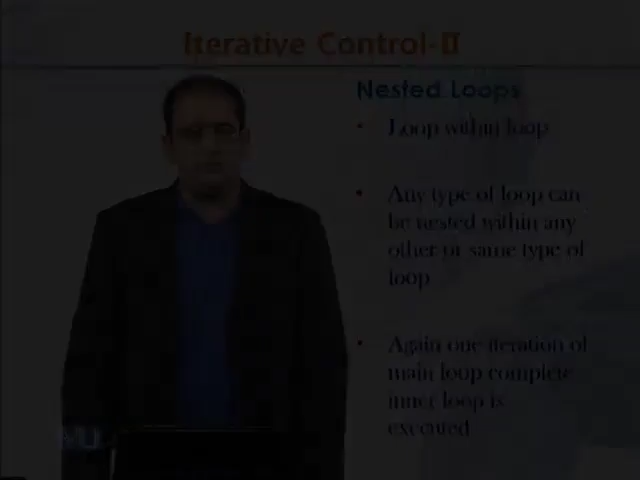 Iterative Control-II
Nested Loops
• Loop within loop
• Any type of loop can
be nested within any
other or same type of
loop
• Again one iteration of
main loop complete
inner loop is
executed